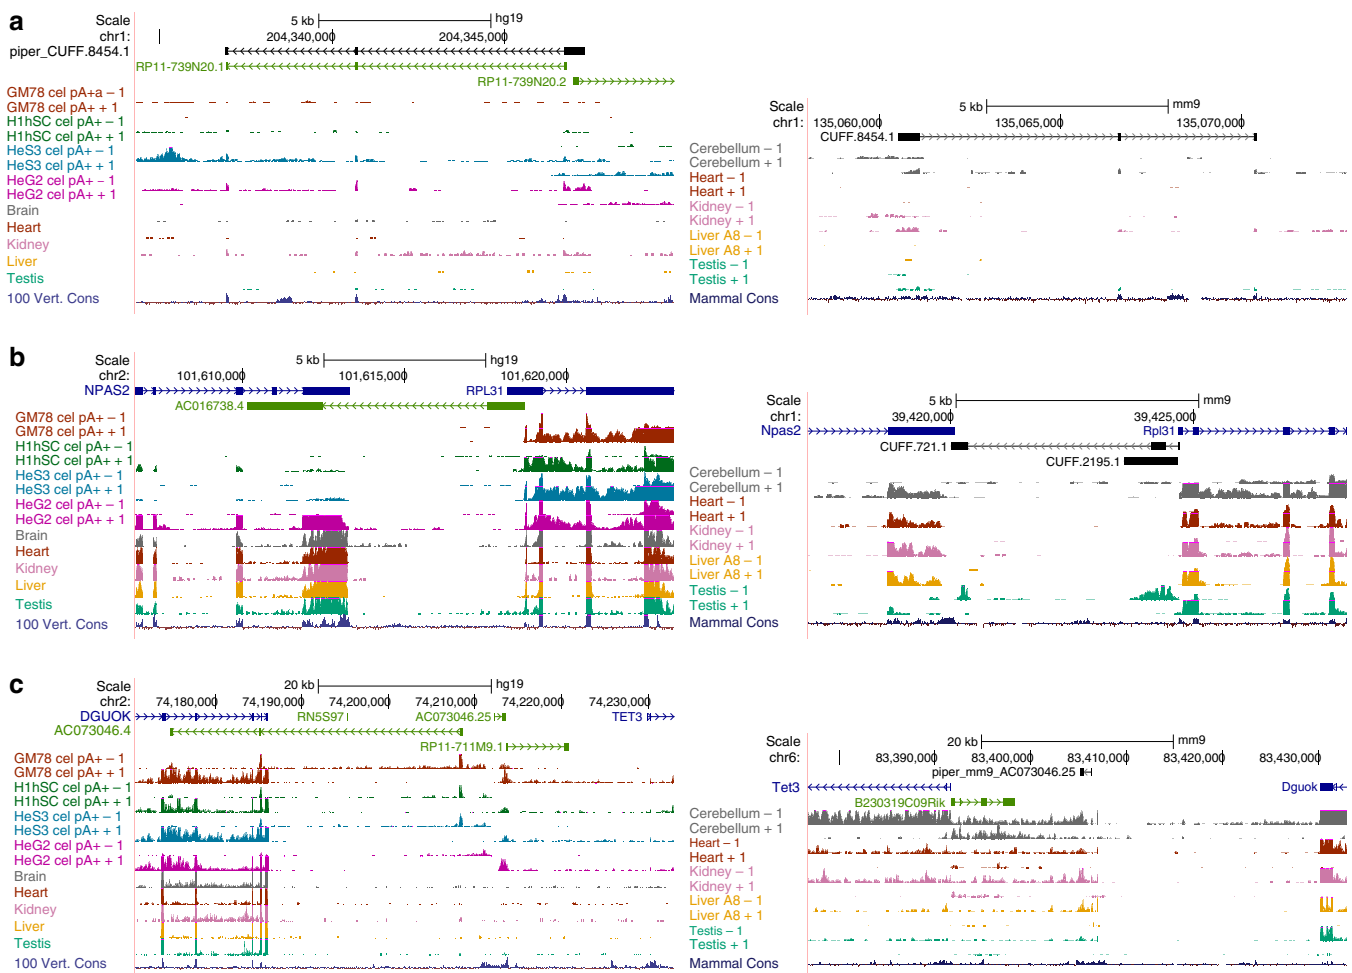 a
Scale 5 kb hg19
chr1: 204,340,000 204,345,000
piper_CUFF.8454.1
RP11-739N20.1
RP11-739N20.2
GM78 cel pA+a − 1
GM78 cel pA+ + 1
H1hSC cel pA+ − 1
H1hSC cel pA+ + 1
HeS3 cel pA+ − 1
HeS3 cel pA+ + 1
HeG2 cel pA+ − 1
HeG2 cel pA+ + 1
Brain
Heart
Kidney
Liver
Testis
100 Vert. Cons
Scale 5 kb mm9
chr1: 135,060,000 135,065,000 135,070,000
CUFF.8454.1
Cerebellum − 1
Cerebellum + 1
Heart − 1
Heart + 1
Kidney − 1
Kidney + 1
Liver A8 − 1
Liver A8 + 1
Testis − 1
Testis + 1
Mammal Cons
b
Scale 5 kb hg19
chr2: 101,610,000 101,615,000 101,620,000
NPAS2 RPL31
AC016738.4
GM78 cel pA+ − 1
GM78 cel pA+ + 1
H1hSC cel pA+ − 1
H1hSC cel pA+ + 1
HeS3 cel pA+ − 1
HeS3 cel pA+ + 1
HeG2 cel pA+ − 1
HeG2 cel pA+ + 1
Brain
Heart
Kidney
Liver
Testis
100 Vert. Cons
Scale 5 kb mm9
chr1: 39,420,000 39,425,000
Npas2 Rpl31
CUFF.721.1
CUFF.2195.1
Cerebellum − 1
Cerebellum + 1
Heart − 1
Heart + 1
Kidney − 1
Kidney + 1
Liver A8 − 1
Liver A8 + 1
Testis − 1
Testis + 1
Mammal Cons
c
Scale 20 kb hg19
chr2: 74,180,000 74,190,000 74,200,000 74,210,000 74,220,000 74,230,000
DGUOK RN5S97 AC073046.25 TET3
AC073046.4
RP11-711M9.1
GM78 cel pA+ − 1
GM78 cel pA+ + 1
H1hSC cel pA+ − 1
H1hSC cel pA+ + 1
HeS3 cel pA+ − 1
HeS3 cel pA+ + 1
HeG2 cel pA+ − 1
HeG2 cel pA+ + 1
Brain
Heart
Kidney
Liver
Testis
100 Vert. Cons
Scale 20 kb mm9
chr6: 83,390,000 83,400,000 83,410,000 83,420,000 83,430,000
piper_mm9_AC073046.25
Tet3 Dguok
B230319C09Rik
Cerebellum − 1
Cerebellum + 1
Heart − 1
Heart + 1
Kidney − 1
Kidney + 1
Liver A8 − 1
Liver A8 + 1
Testis − 1
Testis + 1
Mammal Cons